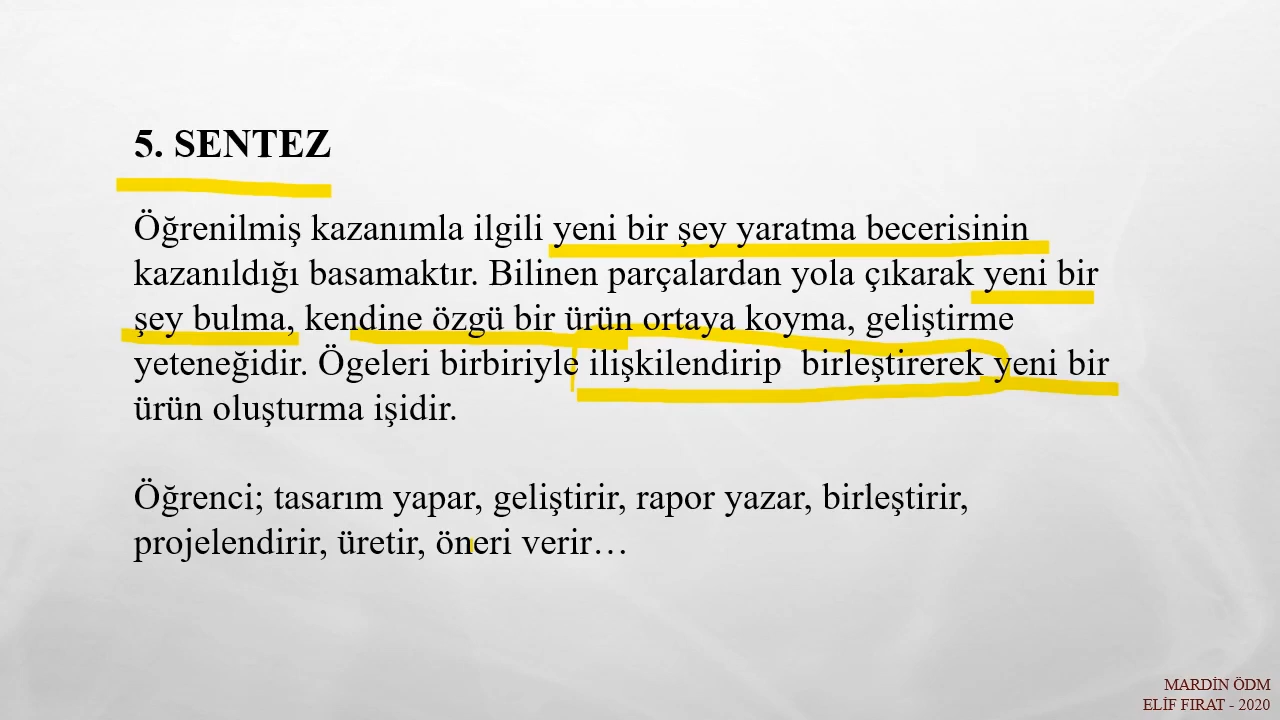 5. SENTEZ
Öğrenilmiş kazanımla ilgili yeni bir şey yaratma becerisinin
kazanıldığı basamaktır. Bilinen parçalardan yola çıkarak yeni bir
şey bulma, kendine özgü bir ürün ortaya koyma, geliştirme
yeteneğidir. Ögeleri birbiriyle ilişkilendirip birleştirerek yeni bir
ürün oluşturma işidir.
Öğrenci; tasarım yapar, geliştirir, rapor yazar, birleştirir,
projelendirir, üretir, öneri verir…
MARDİN ÖDM
ELİF FIRAT - 2020